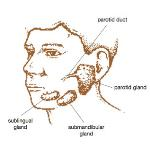 parotid duct
parotid gland
sublingual
gland
submandibular
gland